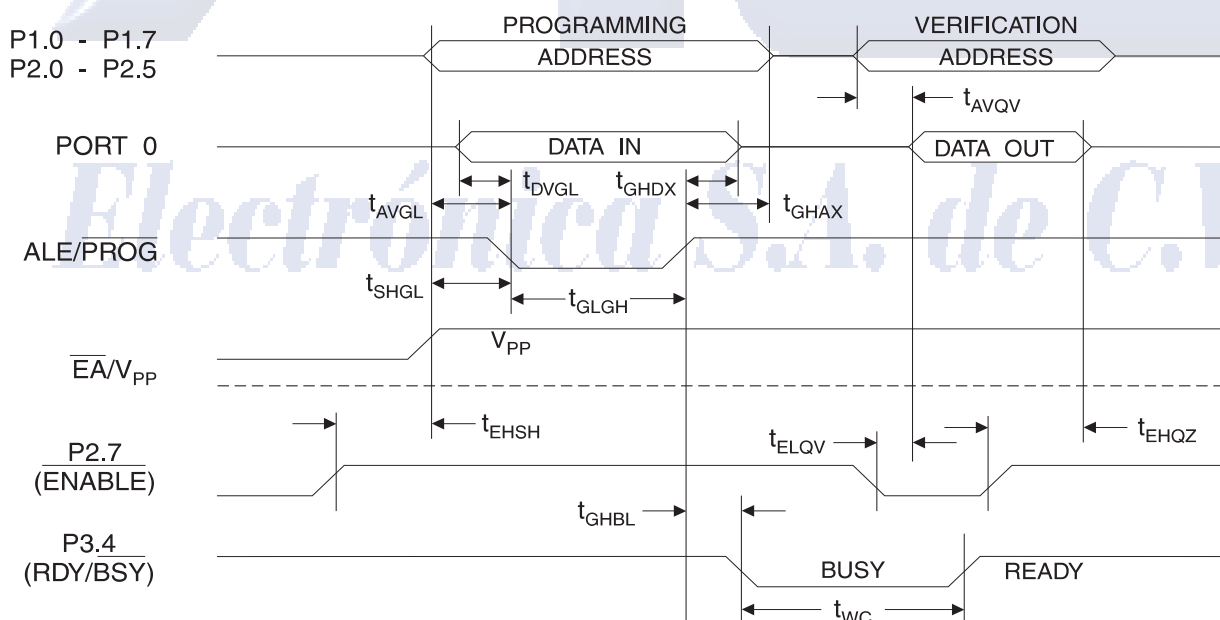 PROGRAMMING VERIFICATION
P1.0 - P1.7
P2.0 - P2.5
ADDRESS ADDRESS
tAVQV
PORT 0 DATA IN DATA OUT
tDVGL tGHDX
tAVGL tGHAX
Electrónica S.A. de C.V
ALE/PROG
tSHGL
tGLGH
VPP
EA/VPP
tEHSH tELQV tEHQZ
P2.7
(ENABLE)
tGHBL
P3.4
(RDY/BSY) BUSY READY
tWC